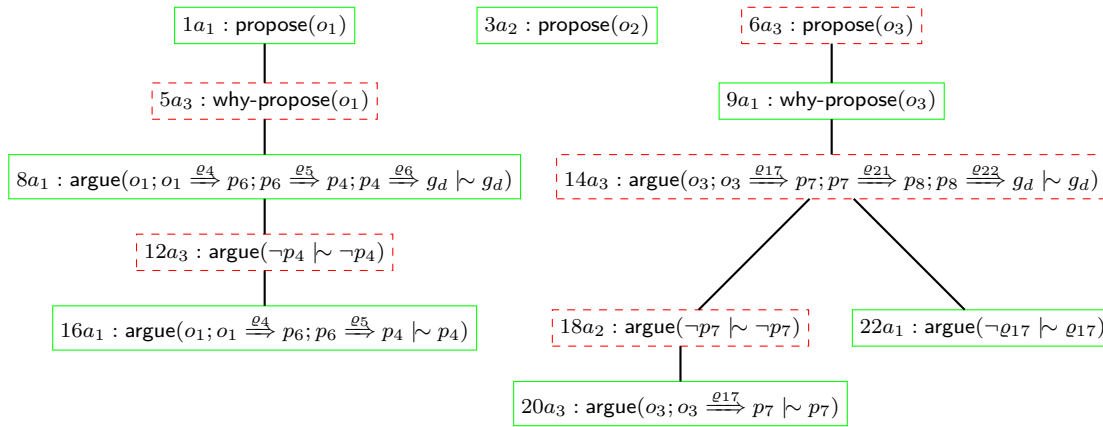 1a₁ : propose(o₁)
3a₂ : propose(o₂)
6a₃ : propose(o₃)
5a₃ : why-propose(o₁)
9a₁ : why-propose(o₃)
8a₁ : argue(o₁; o₁ =ϱ₄⇒ p₆; p₆ =ϱ₅⇒ p₄; p₄ =ϱ₆⇒ g_d |∼ g_d)
14a₃ : argue(o₃; o₃ =ϱ₁₇⇒ p₇; p₇ =ϱ₂₁⇒ p₈; p₈ =ϱ₂₂⇒ g_d |∼ g_d)
12a₃ : argue(¬p₄ |∼ ¬p₄)
16a₁ : argue(o₁; o₁ =ϱ₄⇒ p₆; p₆ =ϱ₅⇒ p₄ |∼ p₄)
18a₂ : argue(¬p₇ |∼ ¬p₇)
22a₁ : argue(¬ϱ₁₇ |∼ ϱ₁₇)
20a₃ : argue(o₃; o₃ =ϱ₁₇⇒ p₇ |∼ p₇)